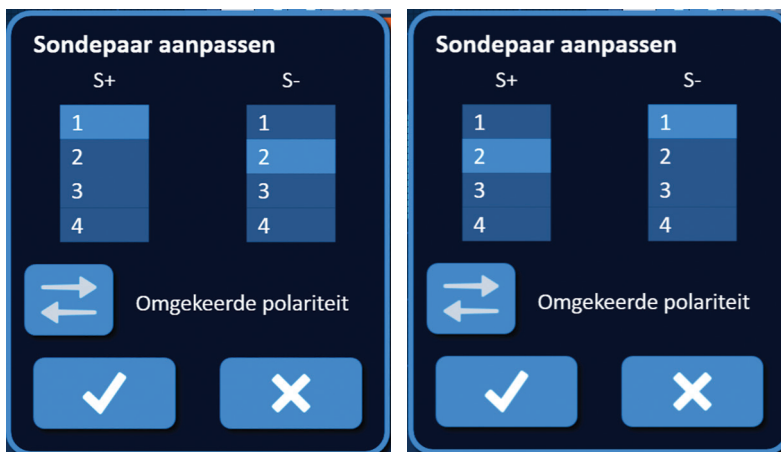 Sondepaar aanpassen
S+ S-
1 1
2 2
3 3
4 4
Omgekeerde polariteit
Sondepaar aanpassen
S+ S-
1 1
2 2
3 3
4 4
Omgekeerde polariteit